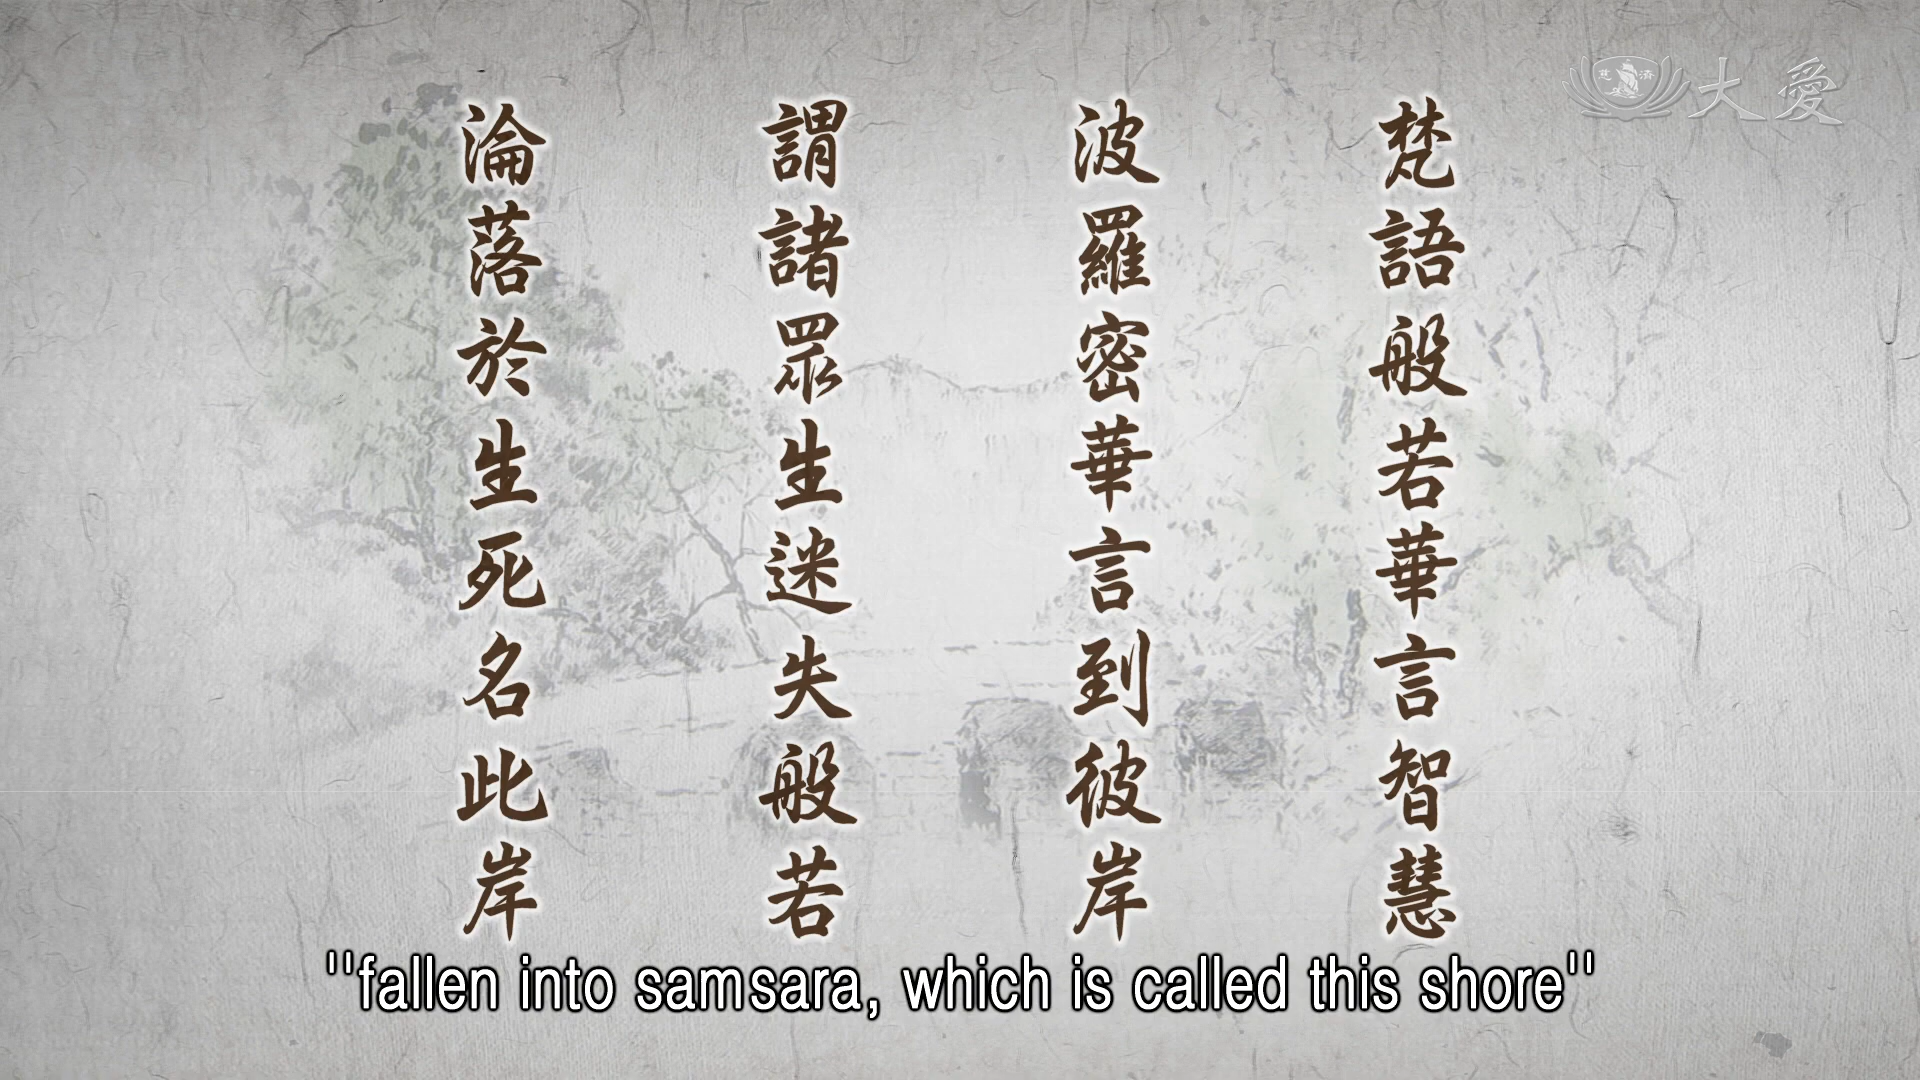 梵語般若華言智慧
波羅密華言到彼岸
謂諸眾生迷失般若
淪落於生死名此岸
"fallen into samsara, which is called this shore"
慈濟
大愛